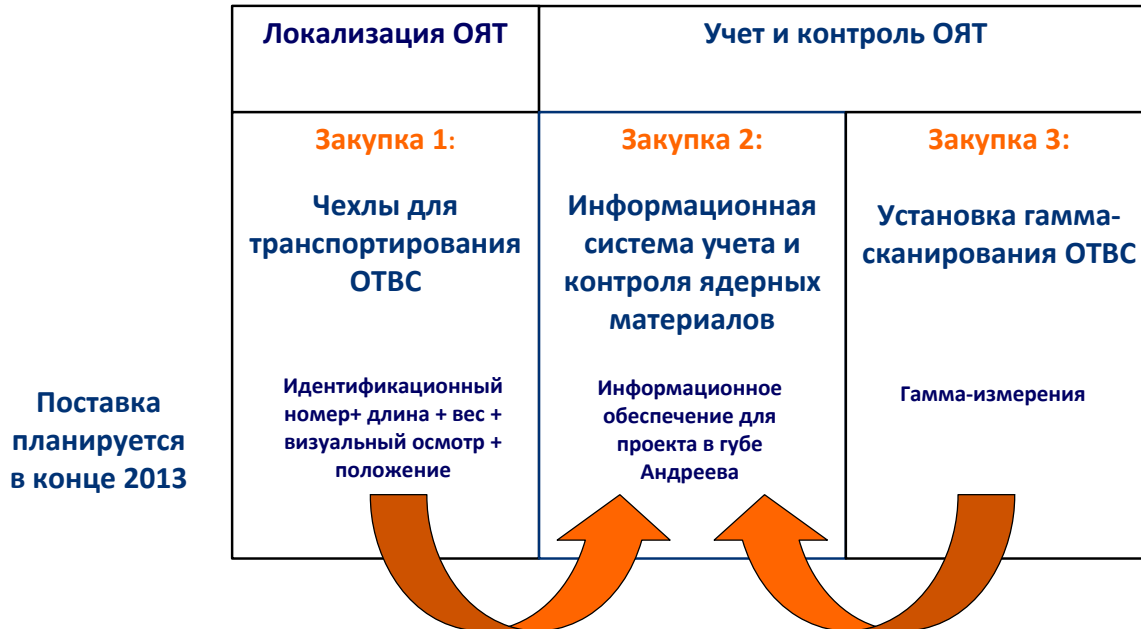 Локализация ОЯТ
Учет и контроль ОЯТ
Закупка 1:
Чехлы для
транспортирования
ОТВС
Идентификационный
номер+ длина + вес +
визуальный осмотр +
положение
Закупка 2:
Информационная
система учета и
контроля ядерных
материалов
Информационное
обеспечение для
проекта в губе
Андреева
Закупка 3:
Установка гамма-
сканирования ОТВС
Гамма-измерения
Поставка
планируется
в конце 2013